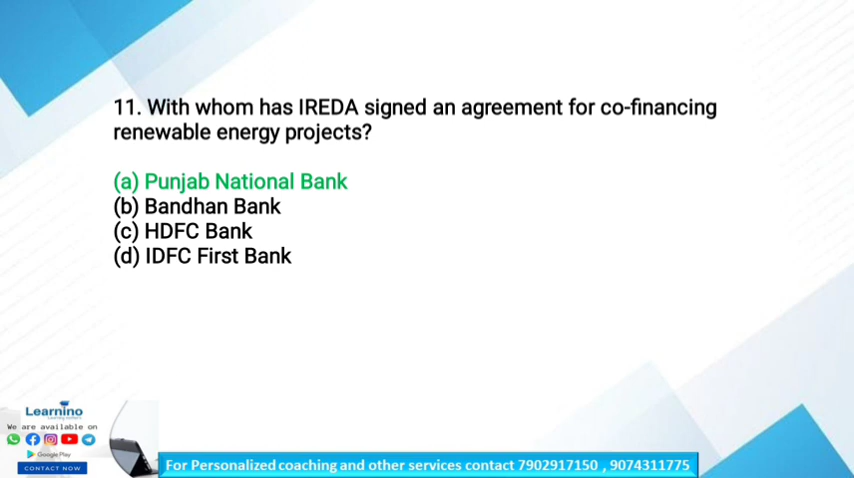 11. With whom has IREDA signed an agreement for co-financing
renewable energy projects?
(a) Punjab National Bank
(b) Bandhan Bank
(c) HDFC Bank
(d) IDFC First Bank
Learnino
We are available on
Google Play
CONTACT NOW
For Personalized coaching and other services contact 7902917150 , 9074311775